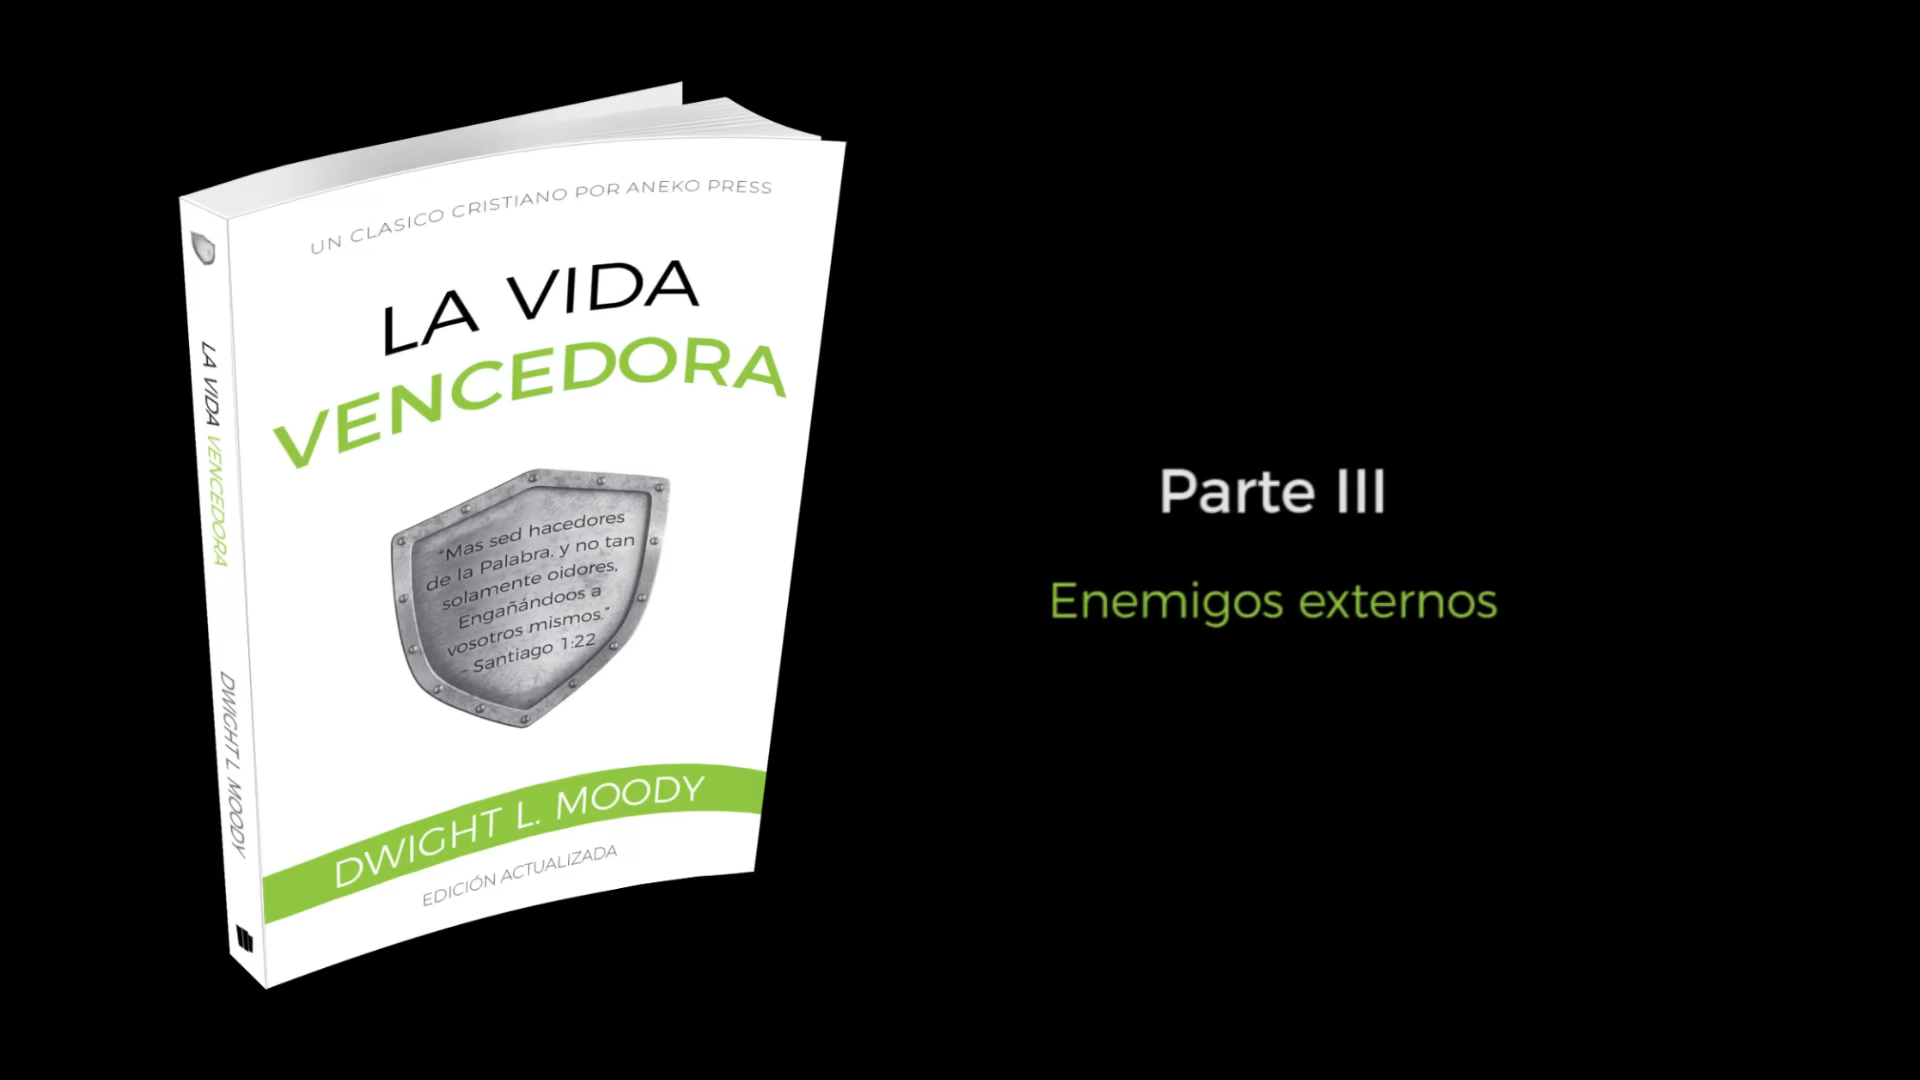 UN CLASICO CRISTIANO POR ANEKO PRESS
LA VIDA
VENCEDORA
"Mas sed hacedores
de la Palabra, y no tan
solamente oidores,
Engañándoos a
vosotros mismos."
- Santiago 1:22
DWIGHT L. MOODY
EDICIÓN ACTUALIZADA
LA VIDA VENCEDORA
DWIGHT L. MOODY
Parte III
Enemigos externos